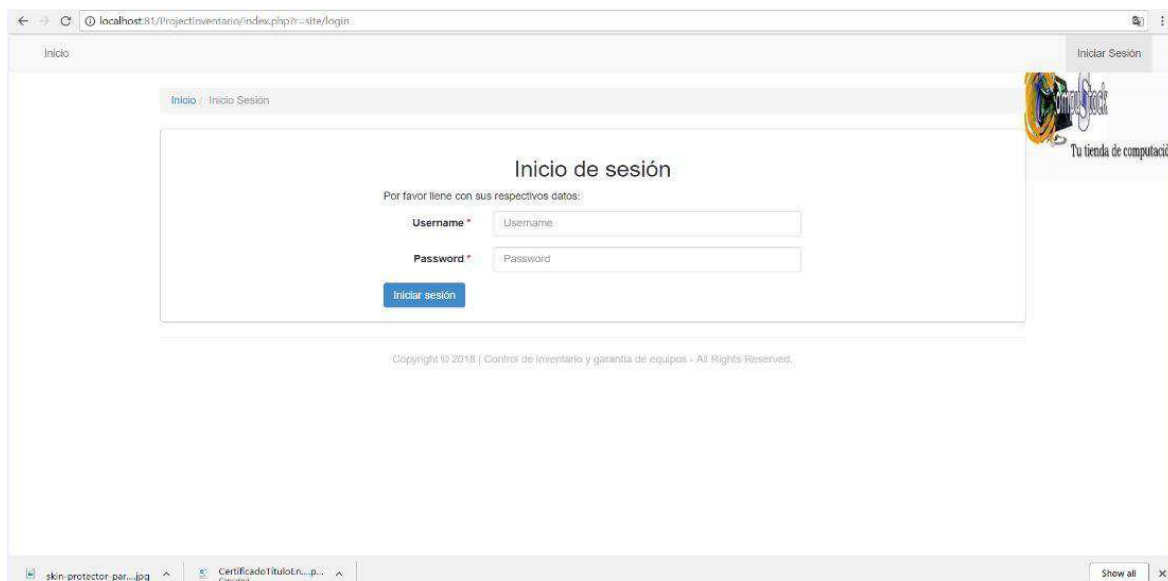 localhost:81/ProjectInventario/index.php?r=site/login
Inicio
Iniciar Sesión
Inicio / Inicio Sesión
CompuStock
Tu tienda de computació
Inicio de sesión
Por favor llene con sus respectivos datos:
Username *
Username
Password *
Password
Iniciar sesión
Copyright © 2018 | Control de inventario y garantia de equipos - All Rights Reserved.
skin-protector-par....jpg
CertificadoTituloEn....p...
Show all